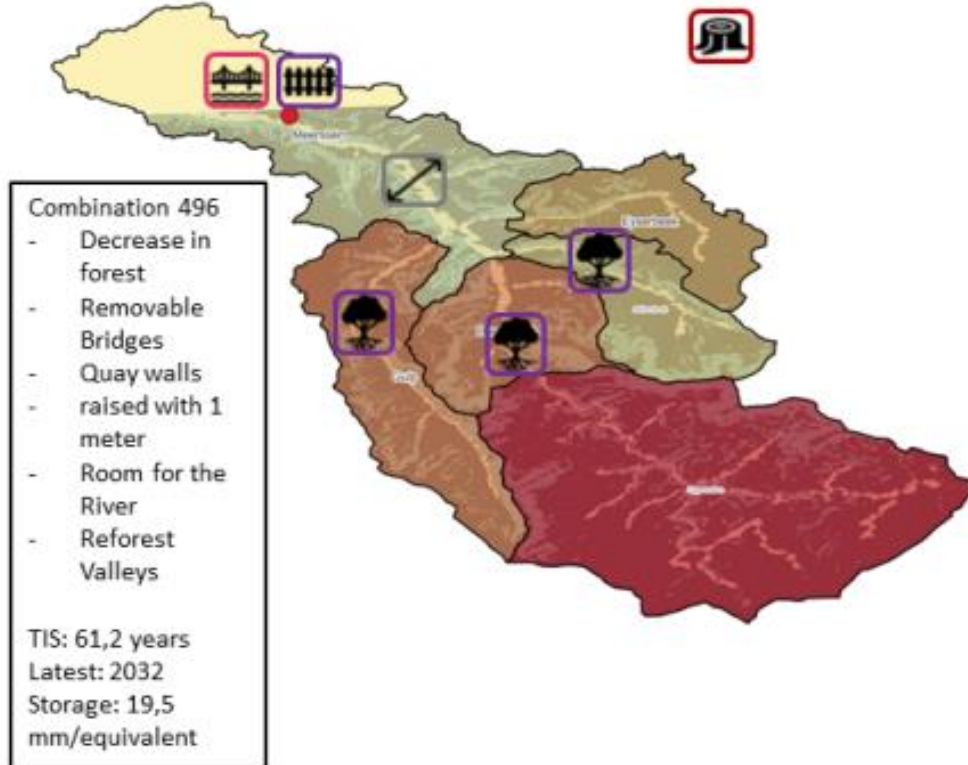 Meerssen
Combination 496
- Decrease in
forest
- Removable
Bridges
- Quay walls
- raised with 1
meter
- Room for the
River
- Reforest
Valleys
TIS: 61,2 years
Latest: 2032
Storage: 19,5
mm/equivalent